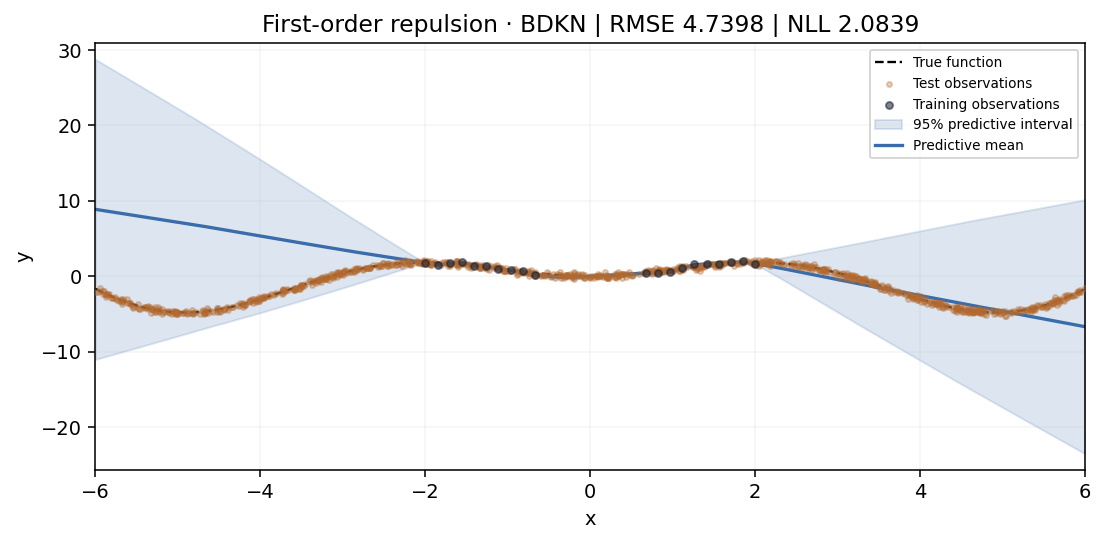 First-order repulsion · BDKN | RMSE 4.7398 | NLL 2.0839
True function
Test observations
Training observations
95% predictive interval
Predictive mean
30
20
10
0
−10
−20
y
−6 −4 −2 0 2 4 6
x